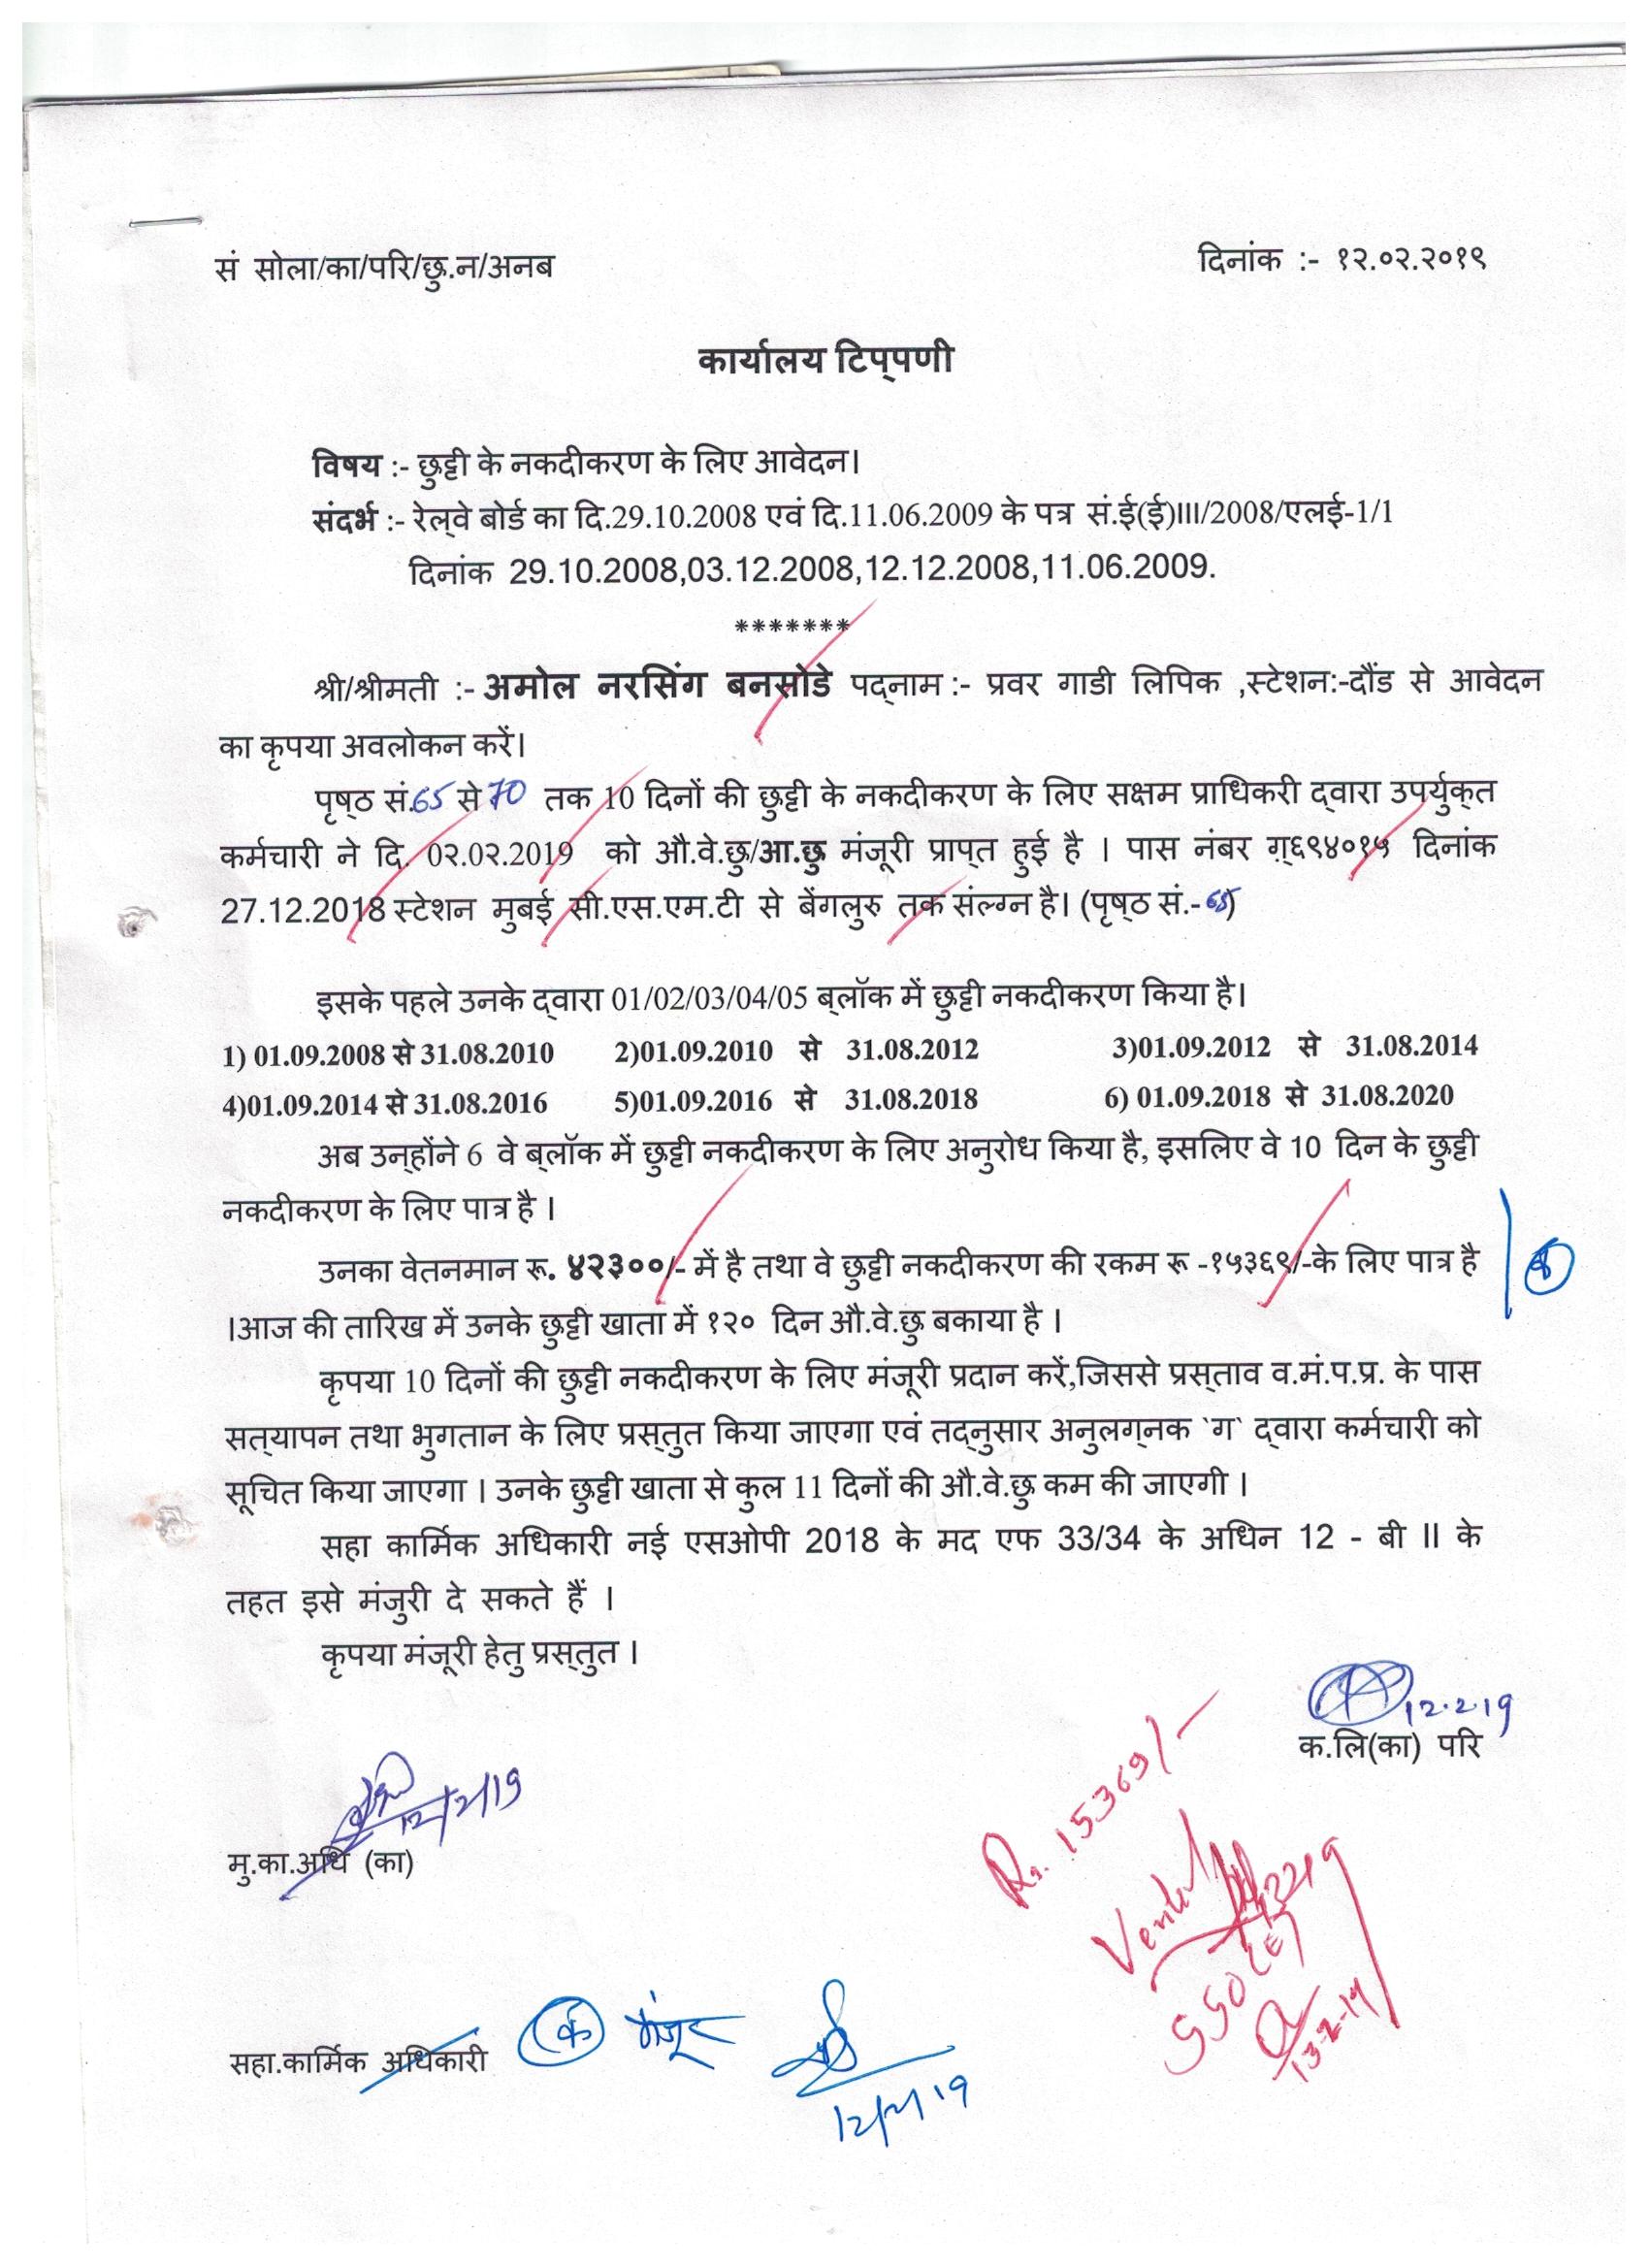 सं सोला/का/परि/छु.न/अनब दिनांक :- १२.०२.२०१९
कार्यालय टिप्पणी
विषय :- छुट्टी के नकदीकरण के लिए आवेदन।
संदर्भ :- रेल्वे बोर्ड का दि.29.10.2008 एवं दि.11.06.2009 के पत्र सं.ई(ई)III/2008/एलई-1/1
दिनांक 29.10.2008,03.12.2008,12.12.2008,11.06.2009.
*******
श्री/श्रीमती :- अमोल नरसिंग बनसोडे पद्नाम :- प्रवर गाडी लिपिक ,स्टेशन:-दौंड से आवेदन
का कृपया अवलोकन करें।
पृष्ठ सं.65 से 70 तक 10 दिनों की छुट्टी के नकदीकरण के लिए सक्षम प्राधिकरी द्वारा उपर्युक्त
कर्मचारी ने दि. 0२.0२.2019 को औ.वे.छु/आ.छु मंजूरी प्राप्त हुई है । पास नंबर ग़्६९४०१५ दिनांक
27.12.2018 स्टेशन मुबई सी.एस.एम.टी से बेंगलुरु तक संल्ग्न है। (पृष्ठ सं.-65)
इसके पहले उनके द्वारा 01/02/03/04/05 ब्लॉक में छुट्टी नकदीकरण किया है।
1) 01.09.2008 से 31.08.2010 2)01.09.2010 से 31.08.2012 3)01.09.2012 से 31.08.2014
4)01.09.2014 से 31.08.2016 5)01.09.2016 से 31.08.2018 6) 01.09.2018 से 31.08.2020
अब उन्होंने 6 वे ब्लॉक में छुट्टी नकदीकरण के लिए अनुरोध किया है, इसलिए वे 10 दिन के छुट्टी
नकदीकरण के लिए पात्र है ।
उनका वेतनमान रू. ४२३००/- में है तथा वे छुट्टी नकदीकरण की रकम रू -१५३६९/-के लिए पात्र है
।आज की तारिख में उनके छुट्टी खाता में १२० दिन औ.वे.छु बकाया है ।
कृपया 10 दिनों की छुट्टी नकदीकरण के लिए मंजूरी प्रदान करें,जिससे प्रस्ताव व.मं.प.प्र. के पास
सत्यापन तथा भुगतान के लिए प्रस्तुत किया जाएगा एवं तद्नुसार अनुलग्नक `ग` द्वारा कर्मचारी को
सूचित किया जाएगा । उनके छुट्टी खाता से कुल 11 दिनों की औ.वे.छु कम की जाएगी ।
सहा कार्मिक अधिकारी नई एसओपी 2018 के मद एफ 33/34 के अधिन 12 - बी II के
तहत इसे मंजुरी दे सकते हैं ।
कृपया मंजूरी हेतु प्रस्तुत ।
12.2.19
क.लि(का) परि
12/2/19
मु.का.अधि (का)
Rs. 15369/-
SSO
13-2-19
सहा.कार्मिक अधिकारी क मंजूर
12/2/19